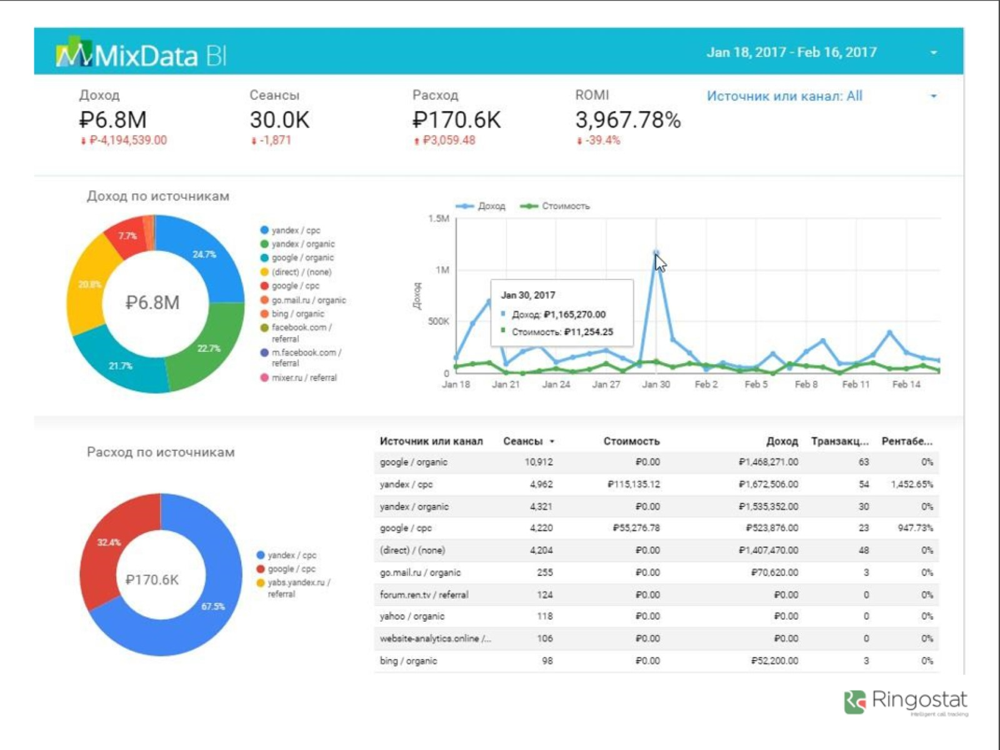 MixData BI
Jan 18, 2017 - Feb 16, 2017
Доход
Сеансы
Расход
ROMI
Источник или канал: All
₽6.8M
30.0K
₽170.6K
3,967.78%
₽-4,194,539.00
-1,871
₽3,059.48
-39.4%
Доход по источникам
24.7%
22.7%
21.7%
20.8%
7.7%
₽6.8M
yandex / cpc
yandex / organic
google / organic
(direct) / (none)
google / cpc
go.mail.ru / organic
bing / organic
facebook.com /
referral
m.facebook.com /
referral
mixer.ru / referral
Доход Стоимость
1.5M
1M
500K
0
Доход
Jan 30, 2017
Доход: ₽1,165,270.00
Стоимость: ₽11,254.25
Jan 18 Jan 21 Jan 24 Jan 27 Jan 30 Feb 2 Feb 5 Feb 8 Feb 11 Feb 14
Расход по источникам
32.4%
67.5%
₽170.6K
yandex / cpc
google / cpc
yabs.yandex.ru /
referral
Источник или канал Сеансы Стоимость Доход Транзакц... Рентабе...
google / organic 10,912 ₽0.00 ₽1,468,271.00 63 0%
yandex / cpc 4,962 ₽115,135.12 ₽1,672,506.00 54 1,452.65%
yandex / organic 4,321 ₽0.00 ₽1,535,352.00 30 0%
google / cpc 4,220 ₽55,276.78 ₽523,876.00 23 947.73%
(direct) / (none) 4,204 ₽0.00 ₽1,407,470.00 48 0%
go.mail.ru / organic 255 ₽0.00 ₽70,620.00 3 0%
forum.ren.tv / referral 124 ₽0.00 ₽0.00 0 0%
yahoo / organic 118 ₽0.00 ₽0.00 0 0%
website-analytics.online /... 106 ₽0.00 ₽0.00 0 0%
bing / organic 98 ₽0.00 ₽52,200.00 3 0%
Ringostat
intelligent call tracking